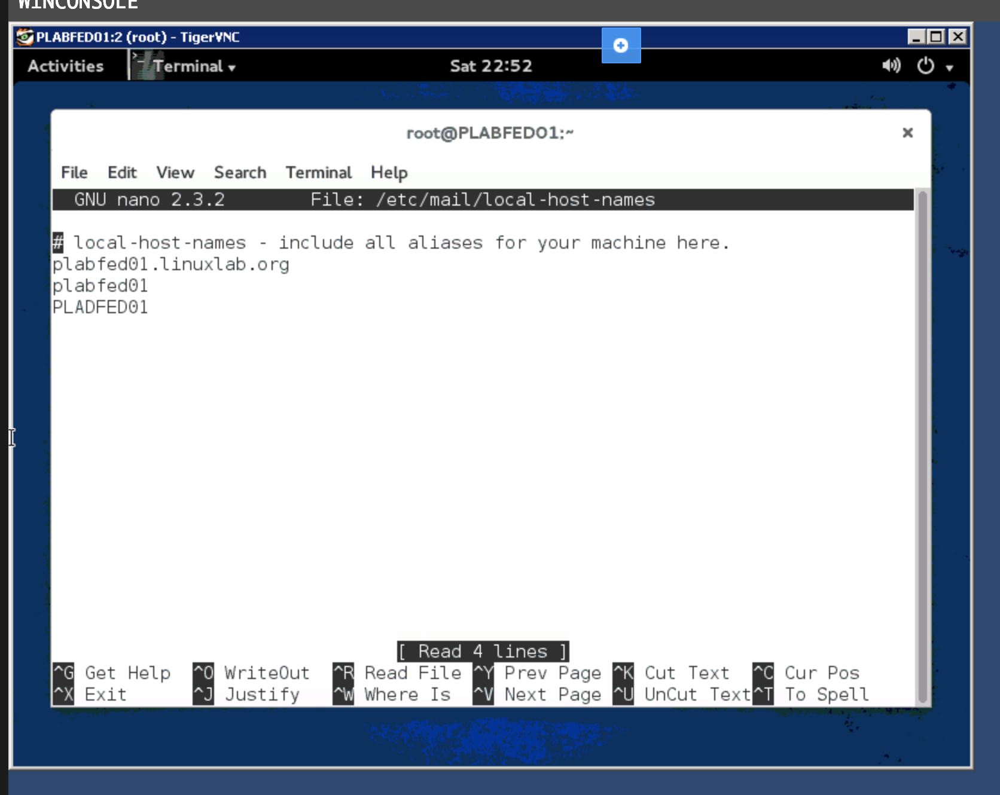 WINCONSOLE
PLABFED01:2 (root) - TigerVNC
Activities Terminal Sat 22:52
root@PLABFED01:~
File Edit View Search Terminal Help
GNU nano 2.3.2 File: /etc/mail/local-host-names
# local-host-names - include all aliases for your machine here.
plabfed01.linuxlab.org
plabfed01
PLADFED01
[ Read 4 lines ]
^G Get Help ^O WriteOut ^R Read File ^Y Prev Page ^K Cut Text ^C Cur Pos
^X Exit ^J Justify ^W Where Is ^V Next Page ^U UnCut Text ^T To Spell